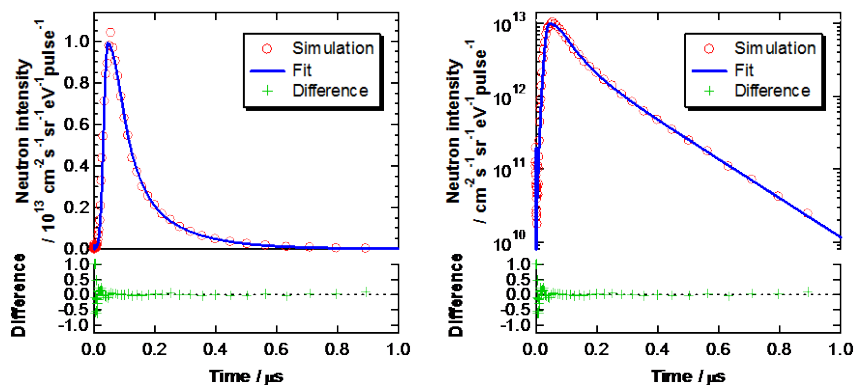 Neutron intensity
/ 10^13 cm^-2 s^-1 sr^-1 eV^-1 pulse^-1
1.0
0.8
0.6
0.4
0.2
0.0
Simulation
Fit
Difference
Difference
1.0
0.5
0.0
-0.5
-1.0
0.0 0.2 0.4 0.6 0.8 1.0
Time / μs
Neutron intensity
/ cm^-2 s^-1 sr^-1 eV^-1 pulse^-1
10^13
10^12
10^11
10^10
Simulation
Fit
Difference
Difference
1.0
0.5
0.0
-0.5
-1.0
0.0 0.2 0.4 0.6 0.8 1.0
Time / μs